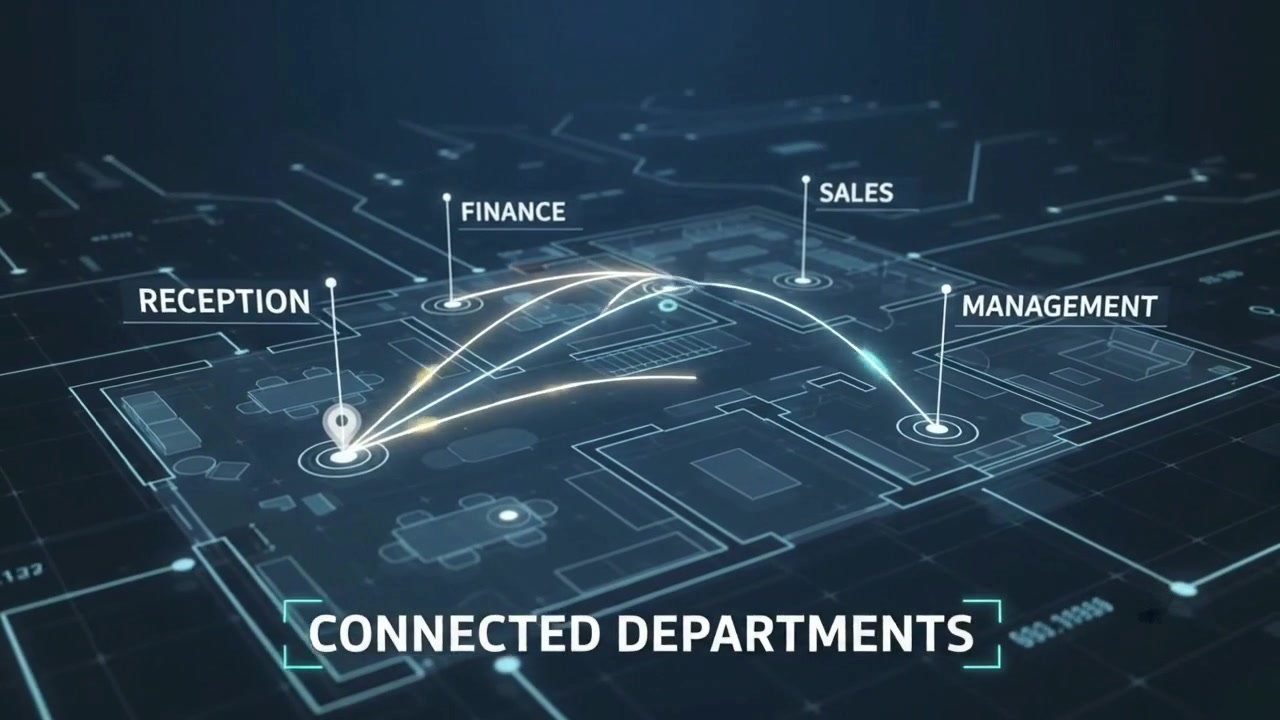 SALES
FINANCE
RECEPTION
MANAGEMENT
CONNECTED DEPARTMENTS